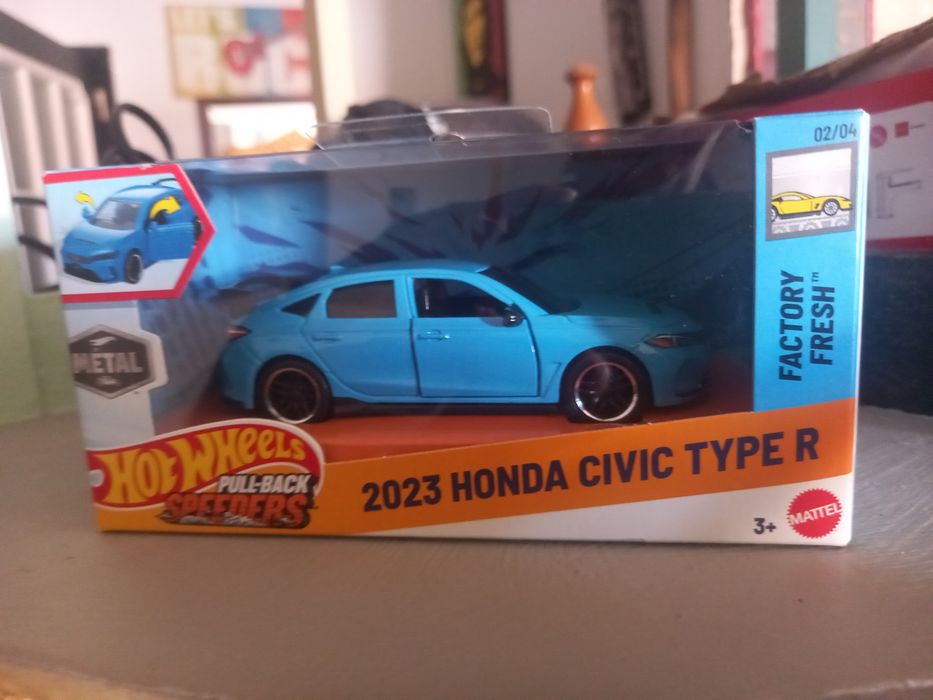 02/04
FACTORY
FRESH™
METAL
HOT WHEELS
PULL-BACK
SPEEDERS
2023 HONDA CIVIC TYPE R
3+
MATTEL